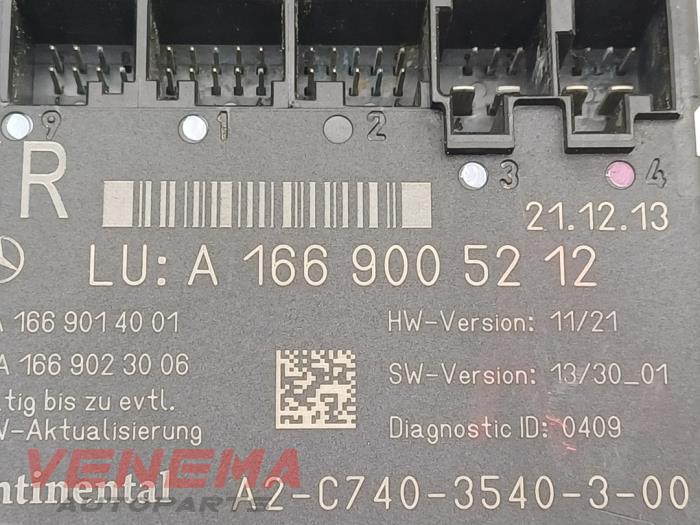 9 1 2
R 3 4
21.12.13
LU: A 166 900 52 12
A 166 901 40 01 HW-Version: 11/21
A 166 902 30 06 SW-Version: 13/30_01
ltig bis zu evtl.
V-Aktualisierung Diagnostic ID: 0409
ntinental A2-C740-3540-3-00
VENEMA
AUTOPARTS